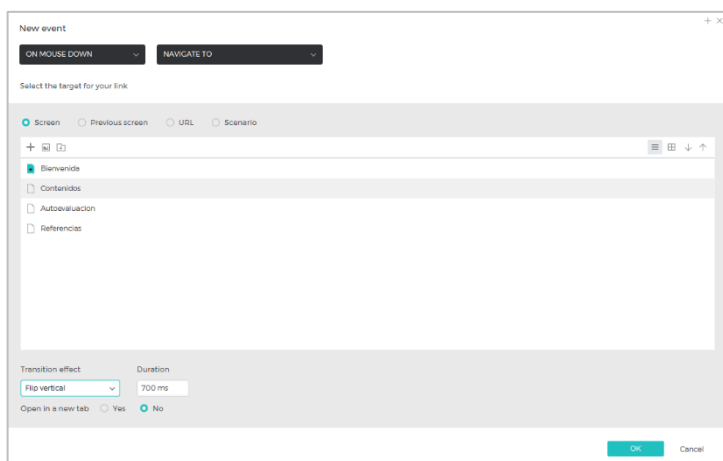 New event
ON MOUSE DOWN NAVIGATE TO
Select the target for your link
Screen Previous screen URL Scenario
Bienvenida
Contenidos
Autoevaluacion
Referencias
Transition effect Duration
Flip vertical 700 ms
Open in a new tab Yes No
OK Cancel